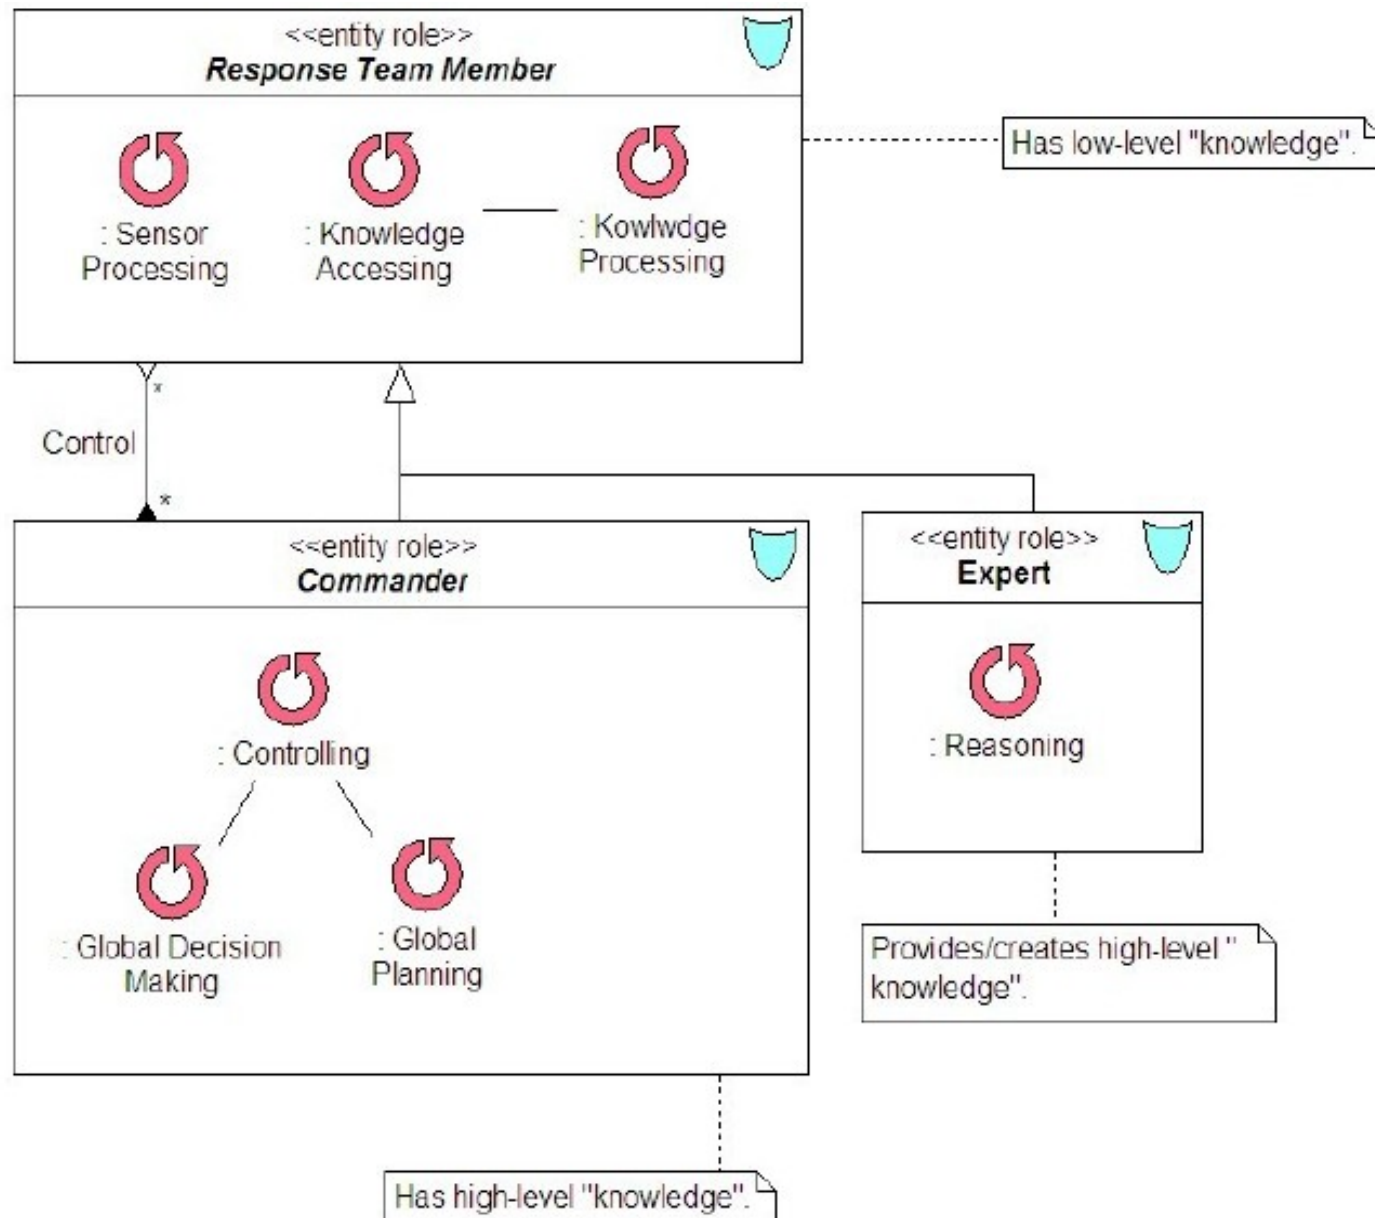 <<entity role>>
Response Team Member
: Sensor
Processing
: Knowledge
Accessing
: Kowlwdge
Processing
Has low-level "knowledge".
*
Control
*
<<entity role>>
Commander
: Controlling
: Global Decision
Making
: Global
Planning
<<entity role>>
Expert
: Reasoning
Provides/creates high-level "
knowledge".
Has high-level "knowledge".